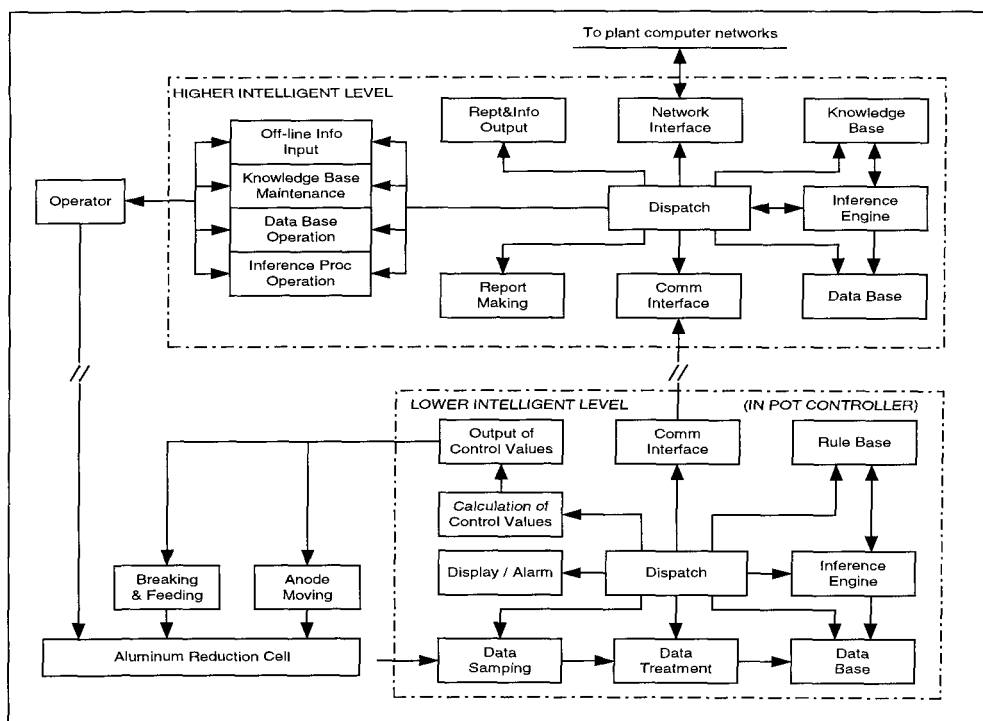 To plant computer networks
HIGHER INTELLIGENT LEVEL
Rept&Info
Output
Network
Interface
Knowledge
Base
Off-line Info
Input
Knowledge Base
Maintenance
Data Base
Operation
Inference Proc
Operation
Operator
Dispatch
Inference
Engine
Report
Making
Comm
Interface
Data Base
LOWER INTELLIGENT LEVEL
(IN POT CONTROLLER)
Output of
Control Values
Comm
Interface
Rule Base
Calculation of
Control Values
Breaking
& Feeding
Anode
Moving
Display / Alarm
Dispatch
Inference
Engine
Aluminum Reduction Cell
Data
Samping
Data
Treatment
Data
Base